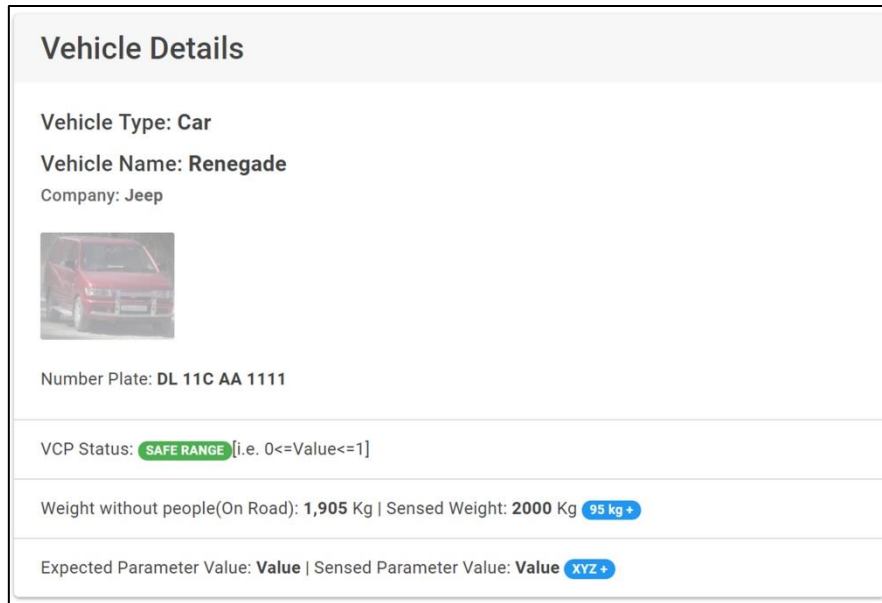 Vehicle Details
Vehicle Type: Car
Vehicle Name: Renegade
Company: Jeep
Number Plate: DL 11C AA 1111
VCP Status: SAFE RANGE[i.e. 0<=Value<=1]
Weight without people(On Road): 1,905 Kg | Sensed Weight: 2000 Kg 95 kg +
Expected Parameter Value: Value | Sensed Parameter Value: Value XYZ +